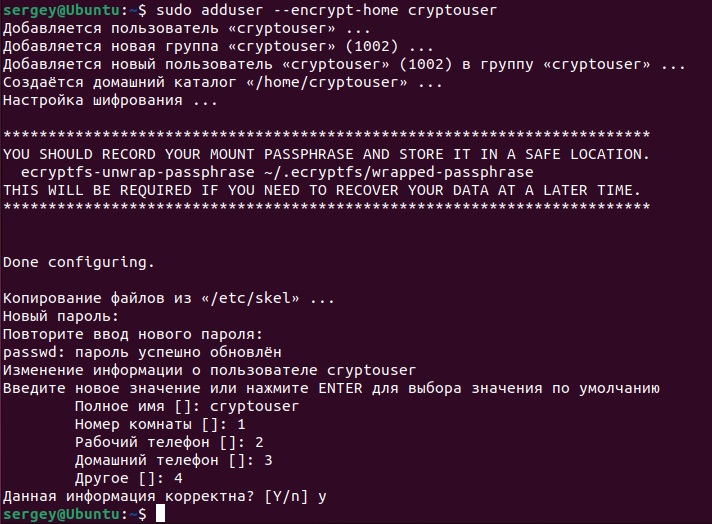 sergey@Ubuntu:~$ sudo adduser --encrypt-home cryptouser
Добавляется пользователь «cryptouser» ...
Добавляется новая группа «cryptouser» (1002) ...
Добавляется новый пользователь «cryptouser» (1002) в группу «cryptouser» ...
Создаётся домашний каталог «/home/cryptouser» ...
Настройка шифрования ...
************************************************************************
YOU SHOULD RECORD YOUR MOUNT PASSPHRASE AND STORE IT IN A SAFE LOCATION.
  ecryptfs-unwrap-passphrase ~/.ecryptfs/wrapped-passphrase
THIS WILL BE REQUIRED IF YOU NEED TO RECOVER YOUR DATA AT A LATER TIME.
************************************************************************
Done configuring.
Копирование файлов из «/etc/skel» ...
Новый пароль:
Повторите ввод нового пароля:
passwd: пароль успешно обновлён
Изменение информации о пользователе cryptouser
Введите новое значение или нажмите ENTER для выбора значения по умолчанию
        Полное имя []: cryptouser
        Номер комнаты []: 1
        Рабочий телефон []: 2
        Домашний телефон []: 3
        Другое []: 4
Данная информация корректна? [Y/n] y
sergey@Ubuntu:~$